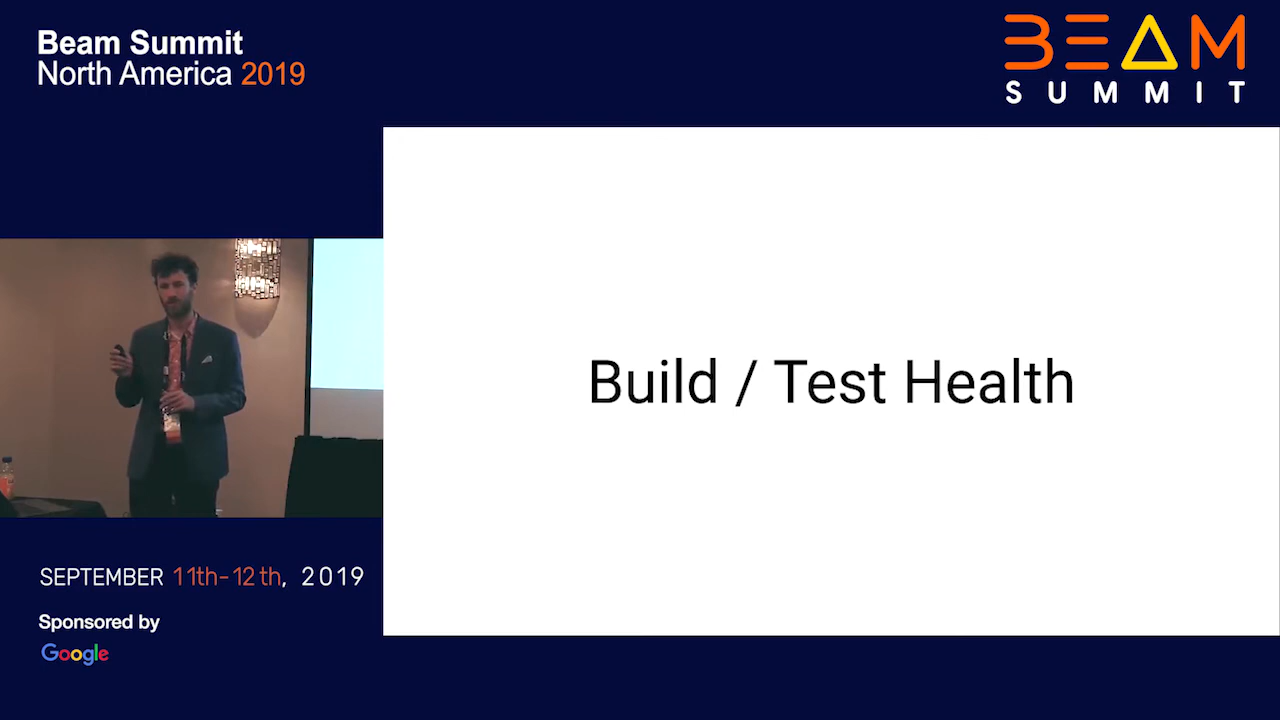 Beam Summit
North America 2019
BEAM
SUMMIT
Build / Test Health
SEPTEMBER 11th-12th, 2019
Sponsored by
Google